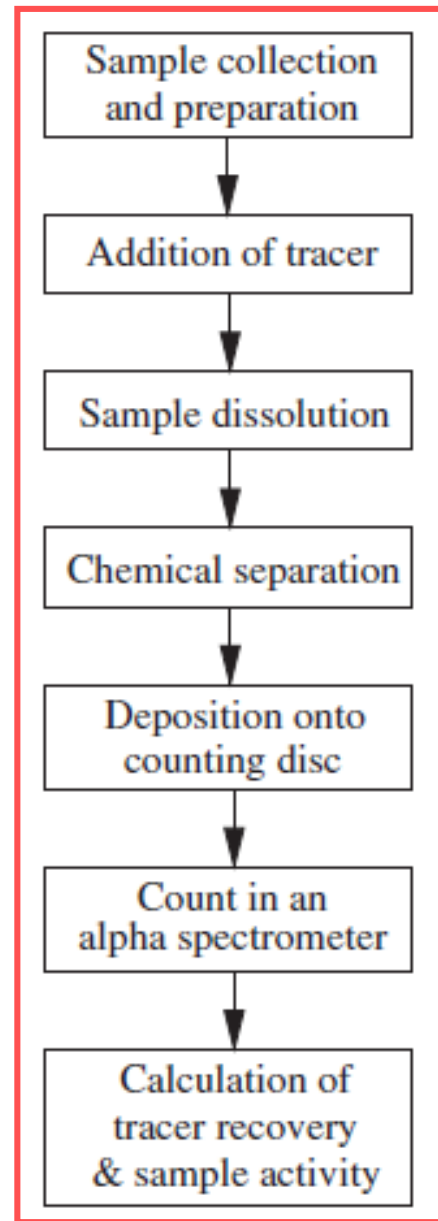 Sample collection
and preparation
Addition of tracer
Sample dissolution
Chemical separation
Deposition onto
counting disc
Count in an
alpha spectrometer
Calculation of
tracer recovery
& sample activity